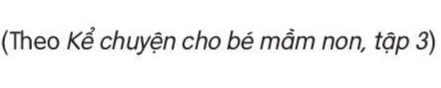 (Theo Kể chuyện cho bé mầm non, tập 3)